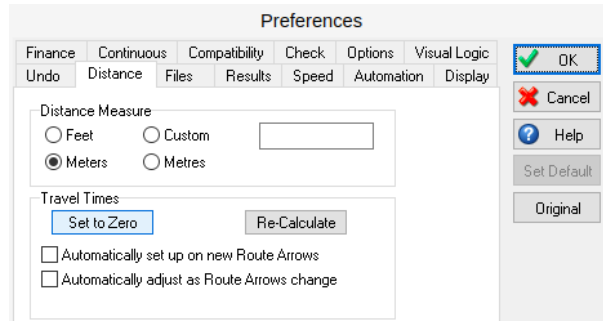 Preferences
Finance Continuous Compatibility Check Options Visual Logic
Undo Distance Files Results Speed Automation Display
Distance Measure
Feet Custom
Meters Metres
Travel Times
Set to Zero Re-Calculate
Automatically set up on new Route Arrows
Automatically adjust as Route Arrows change
OK
Cancel
Help
Set Default
Original